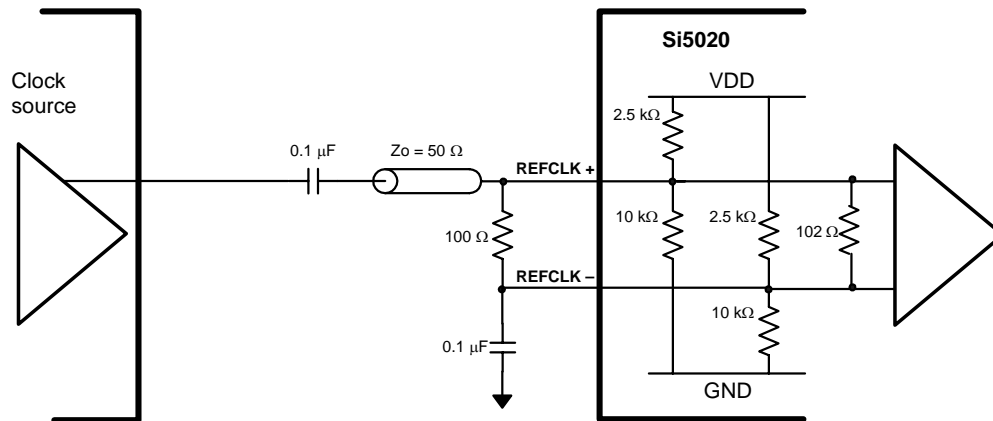 Si5020
Clock
source
VDD
2.5 kΩ
0.1 μF
Zo = 50 Ω
REFCLK +
10 kΩ
2.5 kΩ
102 Ω
100 Ω
REFCLK –
10 kΩ
0.1 μF
GND